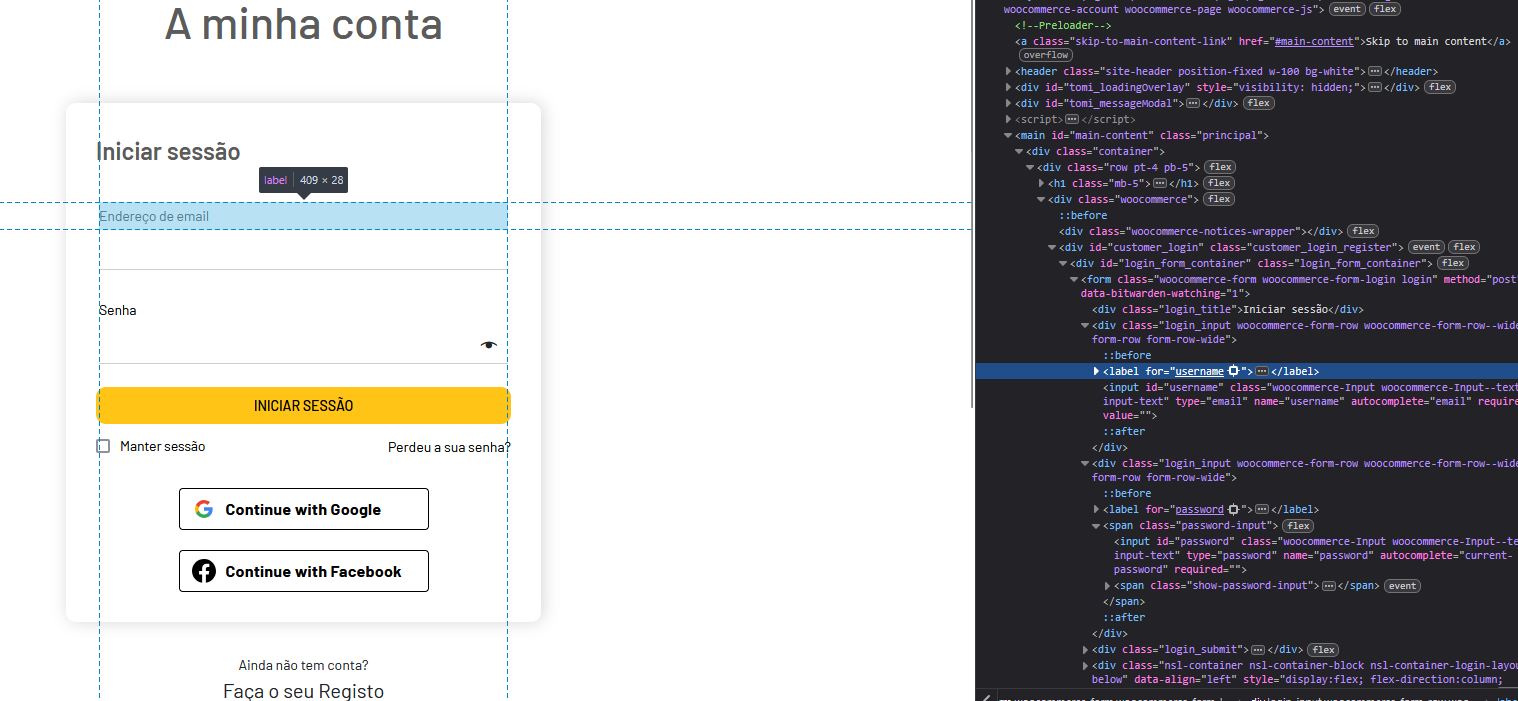 A minha conta
Iniciar sessão
label 409 × 28
Endereço de email
Senha
INICIAR SESSÃO
Manter sessão
Perdeu a sua senha?
Continue with Google
Continue with Facebook
Ainda não tem conta?
Faça o seu Registo
woocommerce-account woocommerce-page woocommerce-js"> event flex
<!--Preloader-->
<a class="skip-to-main-content-link" href="#main-content">Skip to main content</a>
overflow
<header class="site-header position-fixed w-100 bg-white">⋯</header>
<div id="tomi_loadingOverlay" style="visibility: hidden;">⋯</div> flex
<div id="tomi_messageModal">⋯</div> flex
<script>⋯</script>
<main id="main-content" class="principal">
<div class="container">
<div class="row pt-4 pb-5"> flex
<h1 class="mb-5">⋯</h1> flex
<div class="woocommerce"> flex
::before
<div class="woocommerce-notices-wrapper"></div> flex
<div id="customer_login" class="customer_login_register"> event flex
<div id="login_form_container" class="login_form_container"> flex
<form class="woocommerce-form woocommerce-form-login login" method="post
data-bitwarden-watching="1">
<div class="login_title">Iniciar sessão</div>
<div class="login_input woocommerce-form-row woocommerce-form-row--wide
form-row form-row-wide">
::before
<label for="username">⋯</label>
<input id="username" class="woocommerce-Input woocommerce-Input--text
input-text" type="email" name="username" autocomplete="email" require
value="">
::after
</div>
<div class="login_input woocommerce-form-row woocommerce-form-row--wide
form-row form-row-wide">
::before
<label for="password">⋯</label>
<span class="password-input"> flex
<input id="password" class="woocommerce-Input woocommerce-Input--te
input-text" type="password" name="password" autocomplete="current-
password" required="">
<span class="show-password-input">⋯</span> event
</span>
::after
</div>
<div class="login_submit">⋯</div> flex
<div class="nsl-container nsl-container-block nsl-container-login-layou
below" data-align="left" style="display:flex; flex-direction:column;